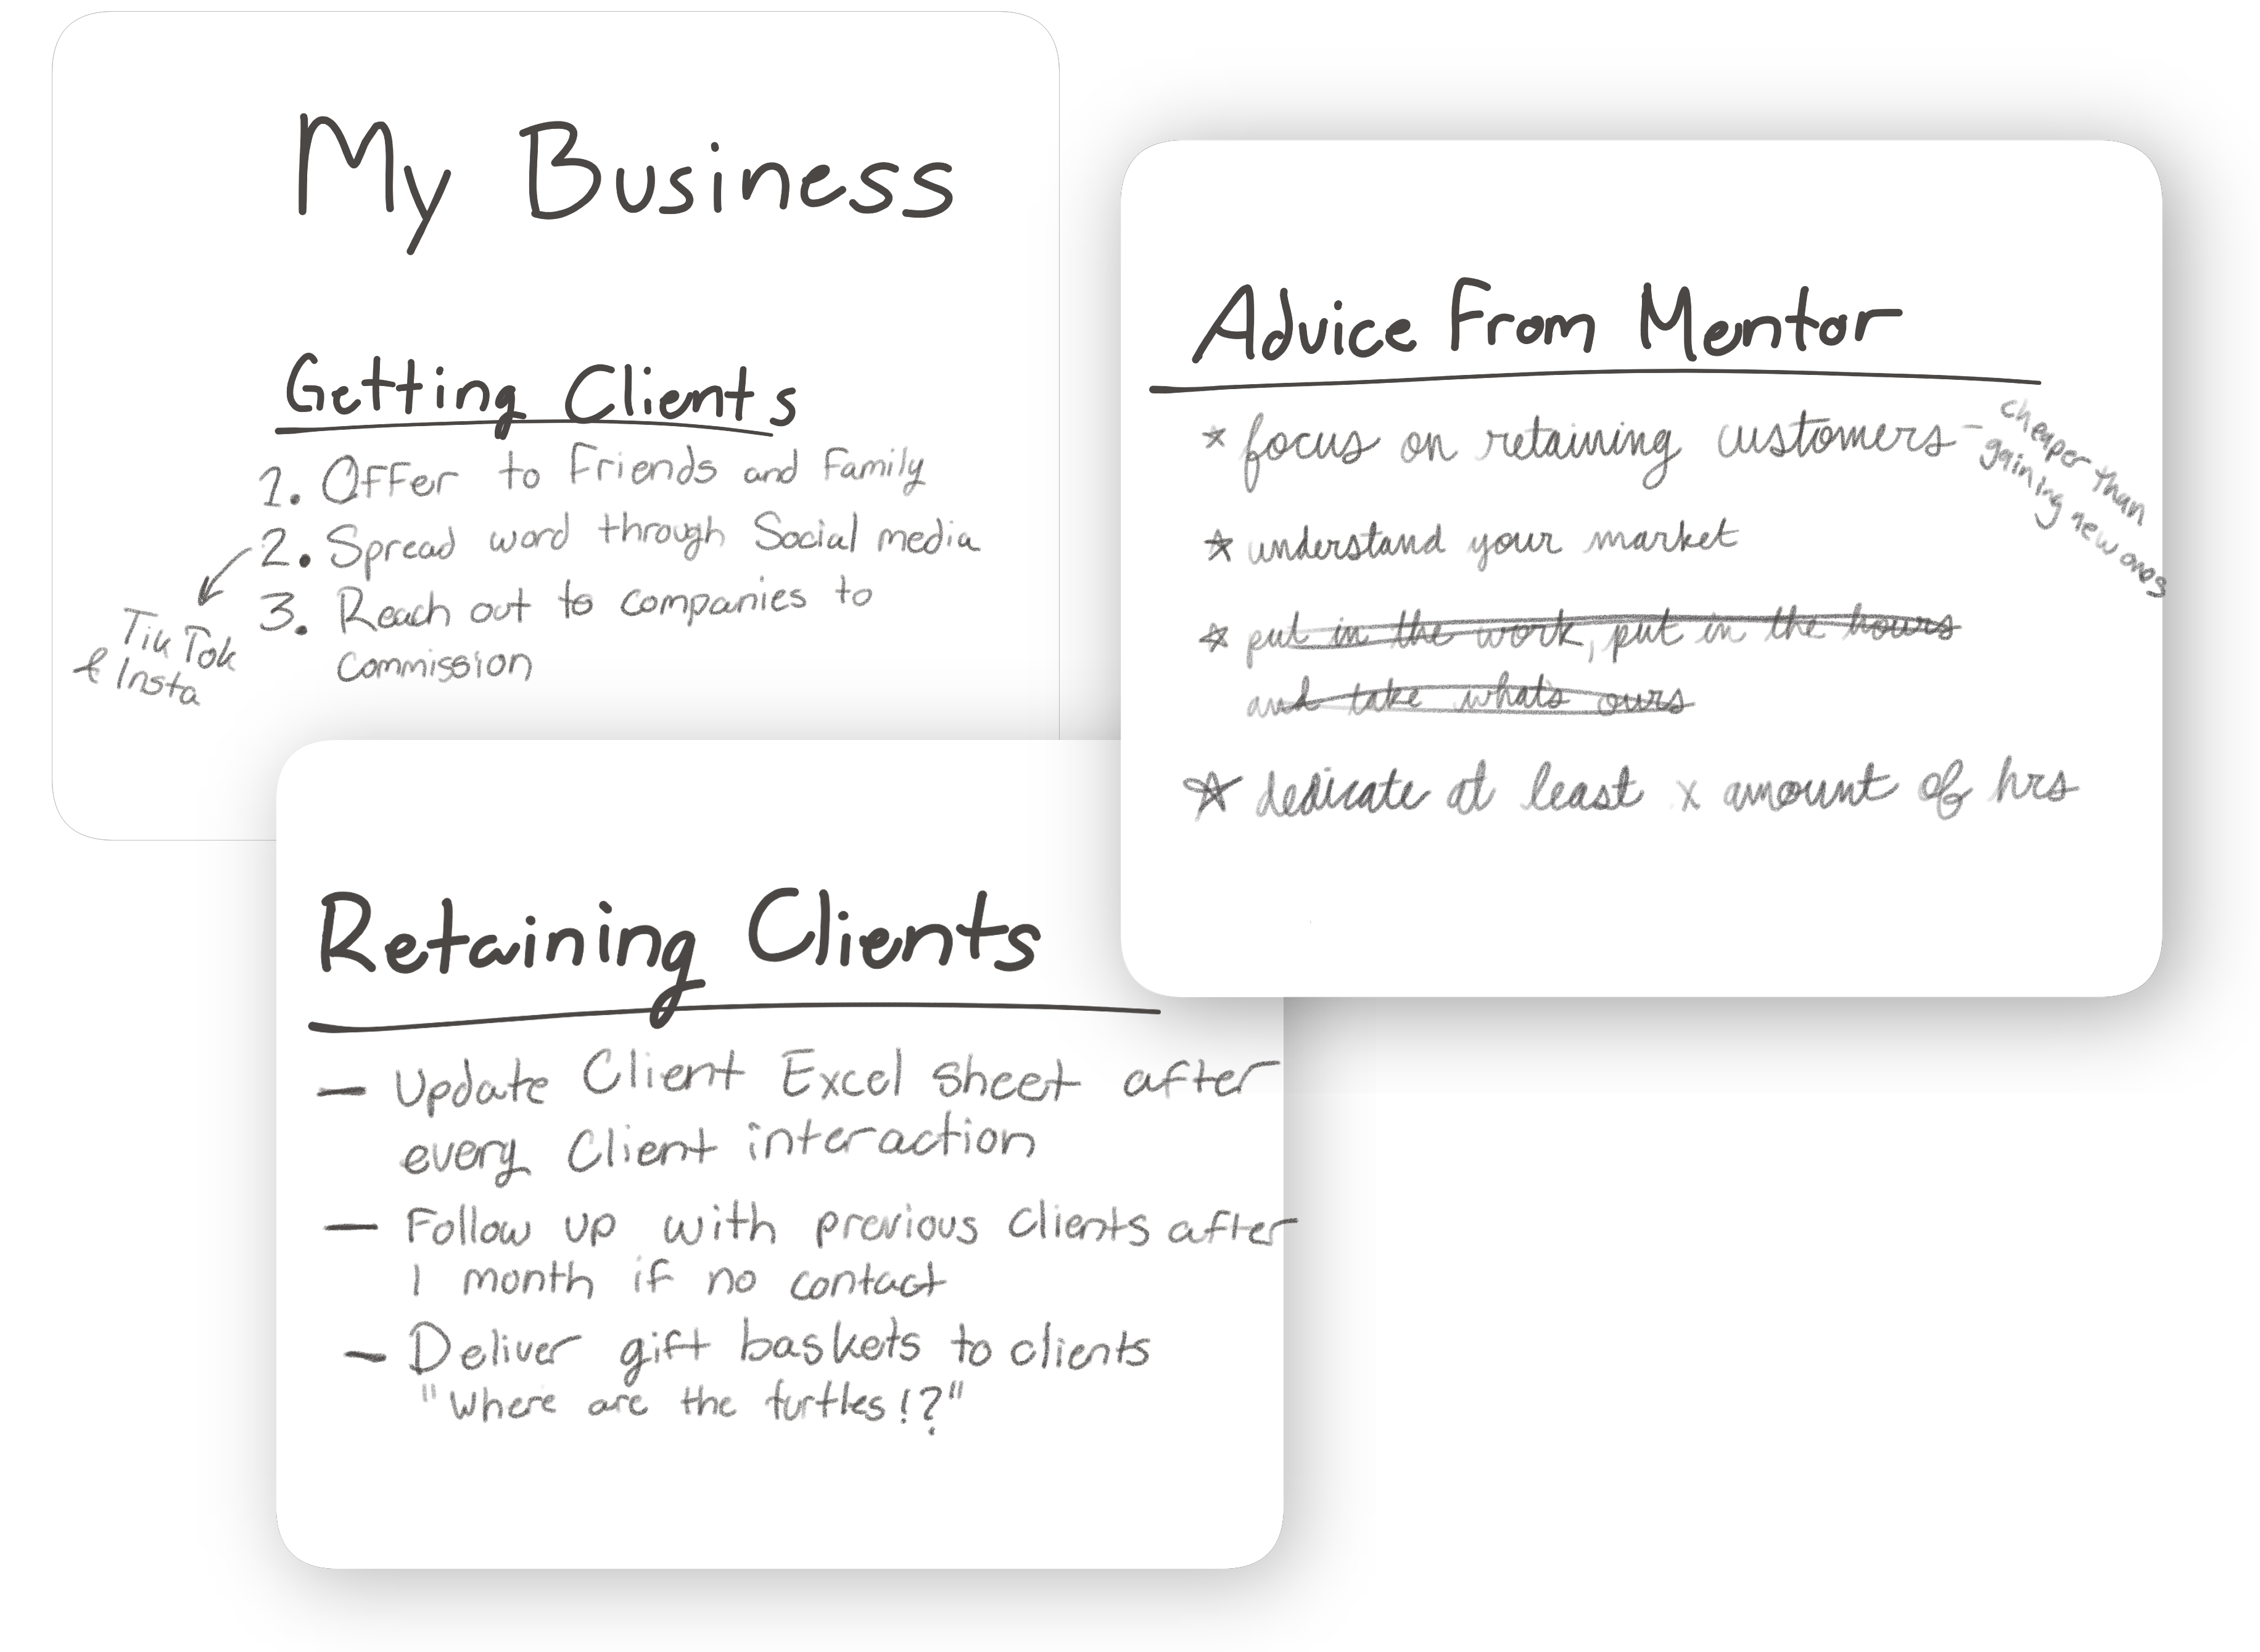 My Business
Getting Clients
1. Offer to Friends and Family
2. Spread word through Social media
Tik Tok
& Insta
3. Reach out to companies to
Commission
Advice From Mentor
* focus on retaining customers - cheaper than
gaining new ones
* understand your market
* put in the work, put in the hours
and take what's ours
* dedicate at least x amount of hrs
Retaining Clients
— Update Client Excel sheet after
every Client interaction
— Follow up with previous clients after
1 month if no contact
— Deliver gift baskets to clients
"Where are the turtles!?"